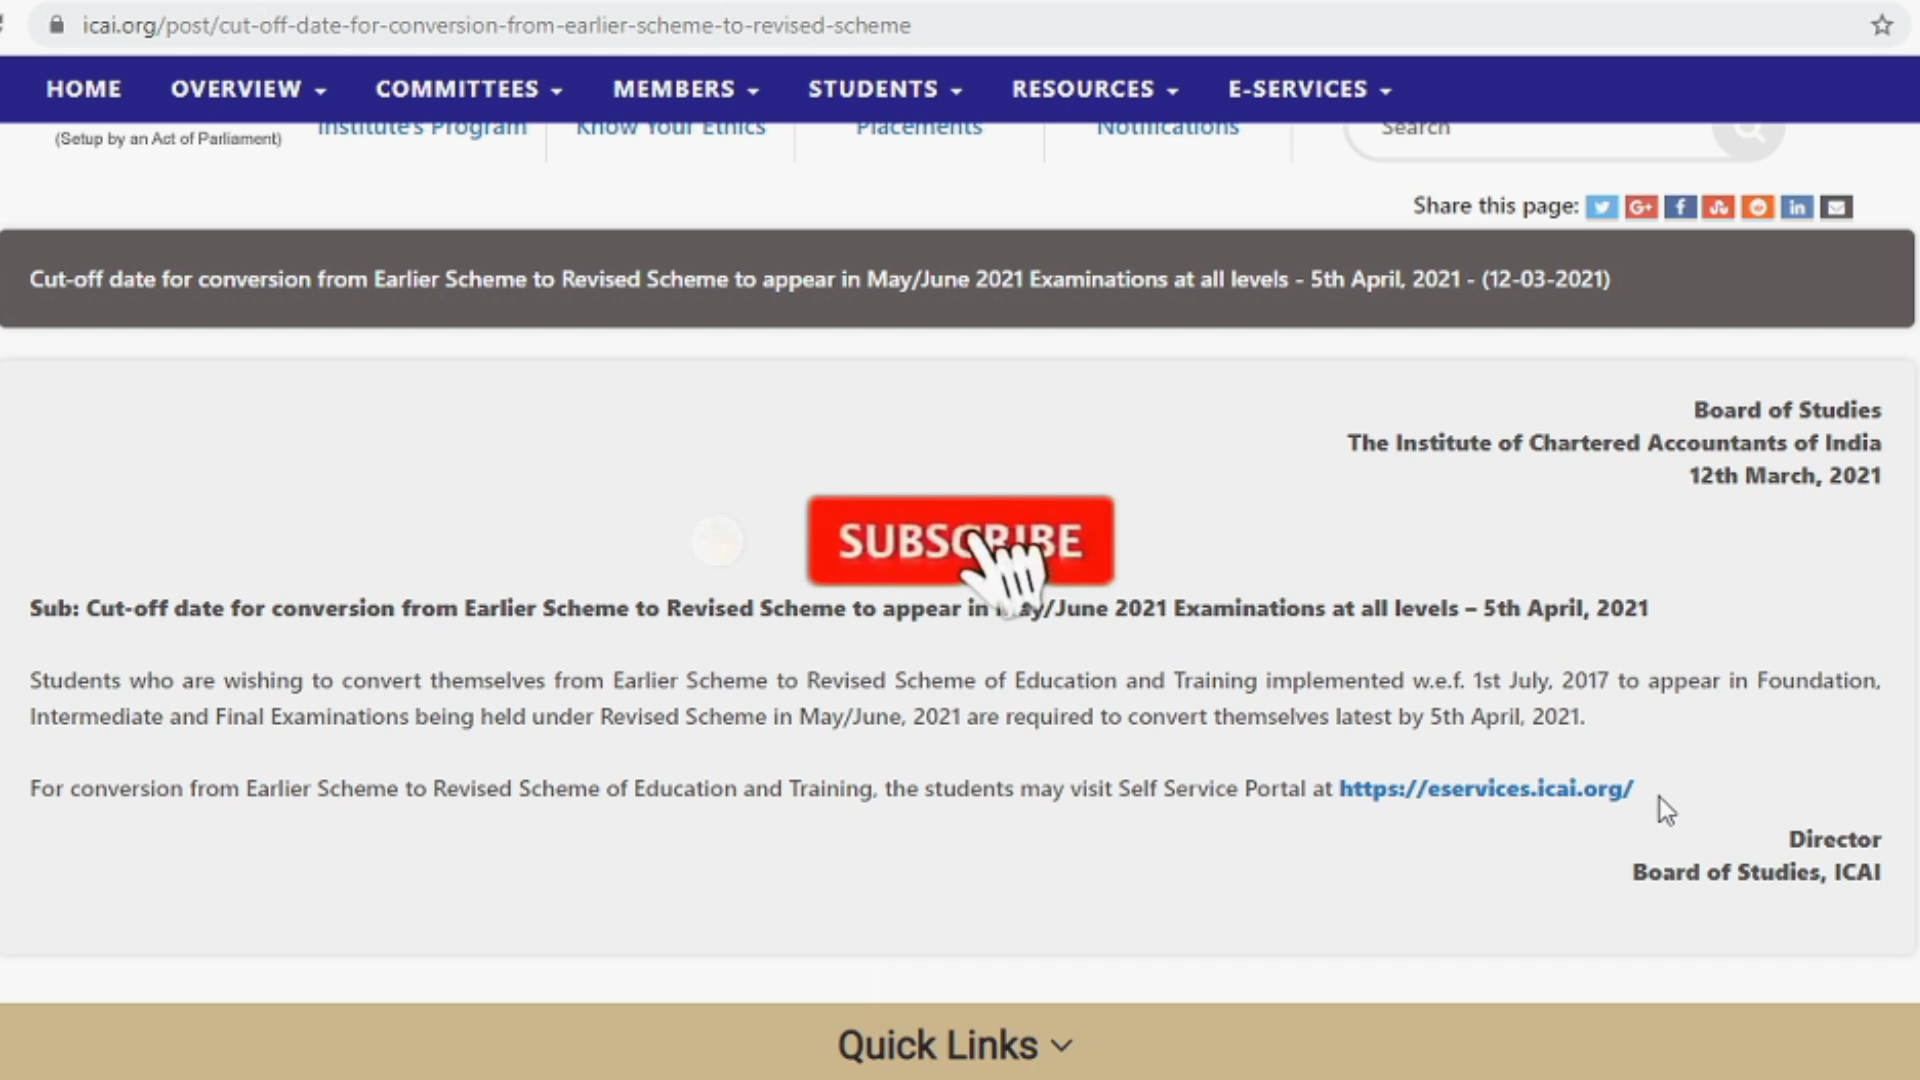 icai.org/post/cut-off-date-for-conversion-from-earlier-scheme-to-revised-scheme
HOME OVERVIEW COMMITTEES MEMBERS STUDENTS RESOURCES E-SERVICES
(Setup by an Act of Parliament) Institute's Program Know Your Ethics Placements Notifications Search
Share this page:
Cut-off date for conversion from Earlier Scheme to Revised Scheme to appear in May/June 2021 Examinations at all levels - 5th April, 2021 - (12-03-2021)
Board of Studies
The Institute of Chartered Accountants of India
12th March, 2021
SUBSCRIBE
Sub: Cut-off date for conversion from Earlier Scheme to Revised Scheme to appear in May/June 2021 Examinations at all levels – 5th April, 2021
Students who are wishing to convert themselves from Earlier Scheme to Revised Scheme of Education and Training implemented w.e.f. 1st July, 2017 to appear in Foundation,
Intermediate and Final Examinations being held under Revised Scheme in May/June, 2021 are required to convert themselves latest by 5th April, 2021.
For conversion from Earlier Scheme to Revised Scheme of Education and Training, the students may visit Self Service Portal at https://eservices.icai.org/
Director
Board of Studies, ICAI
Quick Links